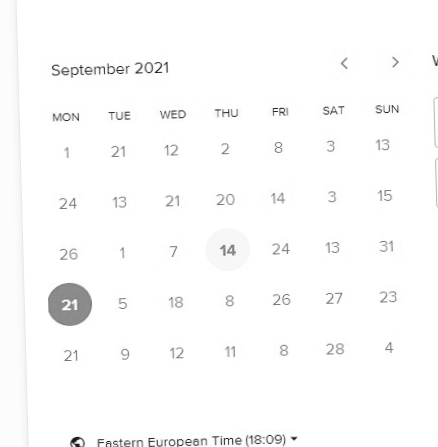 September 2021
MON TUE WED THU FRI SAT SUN
1 21 12 2 8 3 13
24 13 21 20 14 3 15
26 1 7 14 24 13 31
21 5 18 8 26 27 23
21 9 12 11 8 28 4
Eastern European Time (18:09)